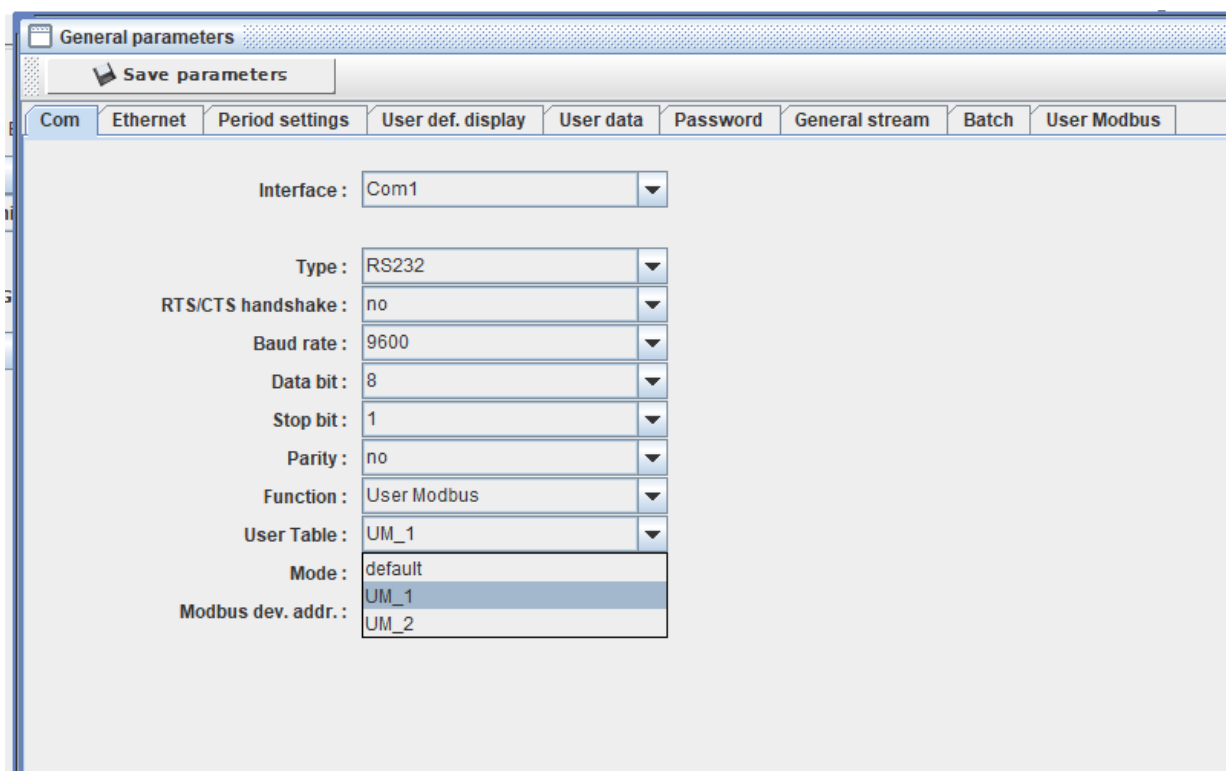 General parameters
Save parameters
Com Ethernet Period settings User def. display User data Password General stream Batch User Modbus
Interface : Com1
Type : RS232
RTS/CTS handshake : no
Baud rate : 9600
Data bit : 8
Stop bit : 1
Parity : no
Function : User Modbus
User Table : UM_1
Mode : default
UM_1
Modbus dev. addr. :
UM_2